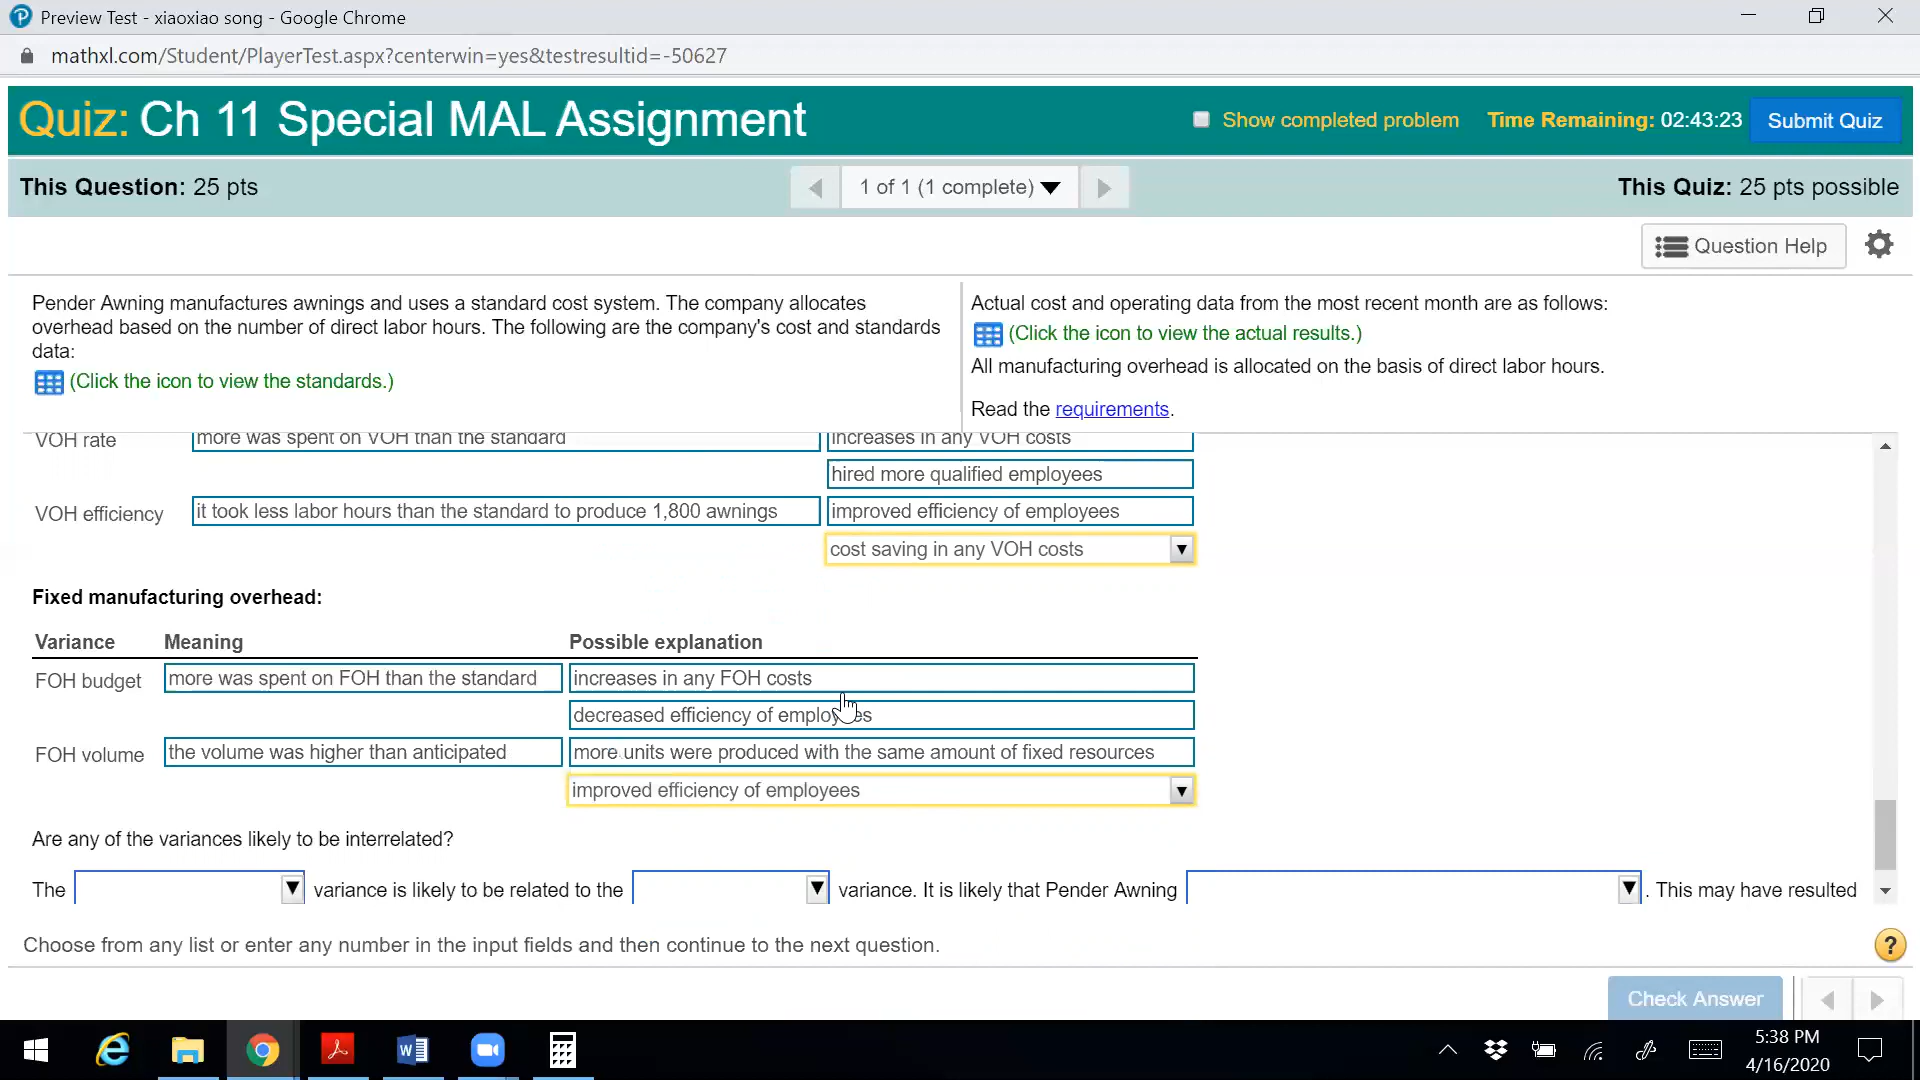 Preview Test - xiaoxiao song - Google Chrome
mathxl.com/Student/PlayerTest.aspx?centerwin=yes&testresultid=-50627
Quiz: Ch 11 Special MAL Assignment
Show completed problem
Time Remaining: 02:43:23
Submit Quiz
This Question: 25 pts
1 of 1 (1 complete)
This Quiz: 25 pts possible
Question Help
Pender Awning manufactures awnings and uses a standard cost system. The company allocates
overhead based on the number of direct labor hours. The following are the company's cost and standards
data:
(Click the icon to view the standards.)
Actual cost and operating data from the most recent month are as follows:
(Click the icon to view the actual results.)
All manufacturing overhead is allocated on the basis of direct labor hours.
Read the requirements.
VOH rate more was spent on VOH than the standard increases in any VOH costs
hired more qualified employees
VOH efficiency it took less labor hours than the standard to produce 1,800 awnings improved efficiency of employees
cost saving in any VOH costs
Fixed manufacturing overhead:
Variance Meaning Possible explanation
FOH budget more was spent on FOH than the standard increases in any FOH costs
decreased efficiency of employees
FOH volume the volume was higher than anticipated more units were produced with the same amount of fixed resources
improved efficiency of employees
Are any of the variances likely to be interrelated?
The variance is likely to be related to the variance. It is likely that Pender Awning . This may have resulted
Choose from any list or enter any number in the input fields and then continue to the next question.
?
Check Answer
5:38 PM
4/16/2020